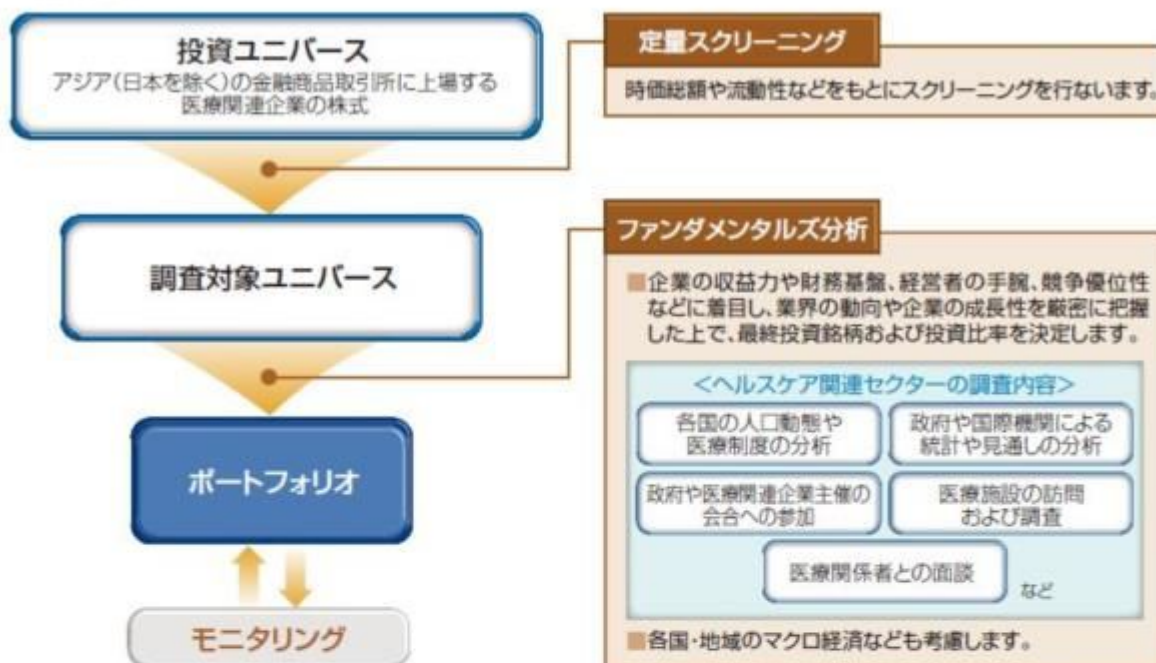 投資ユニバース
アジア(日本を除く)の金融商品取引所に上場する
医療関連企業の株式
定量スクリーニング
時価総額や流動性などをもとにスクリーニングを行ないます。
調査対象ユニバース
ファンダメンタルズ分析
■企業の収益力や財務基盤、経営者の手腕、競争優位性
などに着目し、業界の動向や企業の成長性を厳密に把握
した上で、最終投資銘柄および投資比率を決定します。
<ヘルスケア関連セクターの調査内容>
各国の人口動態や
医療制度の分析
政府や国際機関による
統計や見通しの分析
政府や医療関連企業主催の
会合への参加
医療施設の訪問
および調査
医療関係者との面談
など
■各国・地域のマクロ経済なども考慮します。
ポートフォリオ
モニタリング